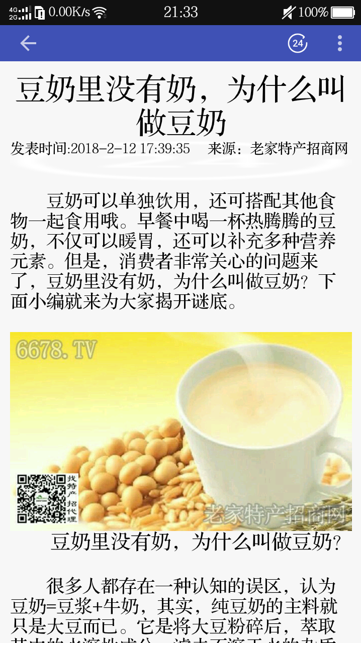 4G 2G 0.00K/s 21:33 100%
24
豆奶里没有奶，为什么叫
做豆奶
发表时间:2018-2-12 17:39:35 来源：老家特产招商网
豆奶可以单独饮用，还可搭配其他食
物一起食用哦。早餐中喝一杯热腾腾的豆
奶，不仅可以暖胃，还可以补充多种营养
元素。但是，消费者非常关心的问题来
了，豆奶里没有奶，为什么叫做豆奶？下
面小编就来为大家揭开谜底。
6678.TV
找特产 招代理
老家特产招商网
豆奶里没有奶，为什么叫做豆奶?
很多人都存在一种认知的误区，认为
豆奶=豆浆+牛奶，其实，纯豆奶的主料就
只是大豆而已。它是将大豆粉碎后，萃取